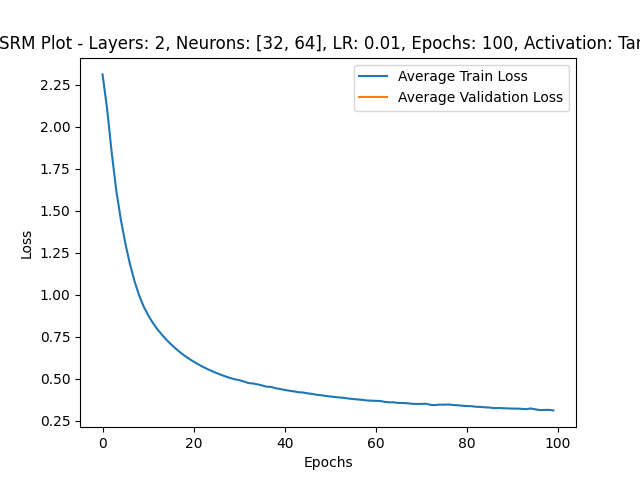 SRM Plot - Layers: 2, Neurons: [32, 64], LR: 0.01, Epochs: 100, Activation: Tan
Average Train Loss
Average Validation Loss
2.25
2.00
1.75
1.50
1.25
1.00
0.75
0.50
0.25
Loss
0 20 40 60 80 100
Epochs